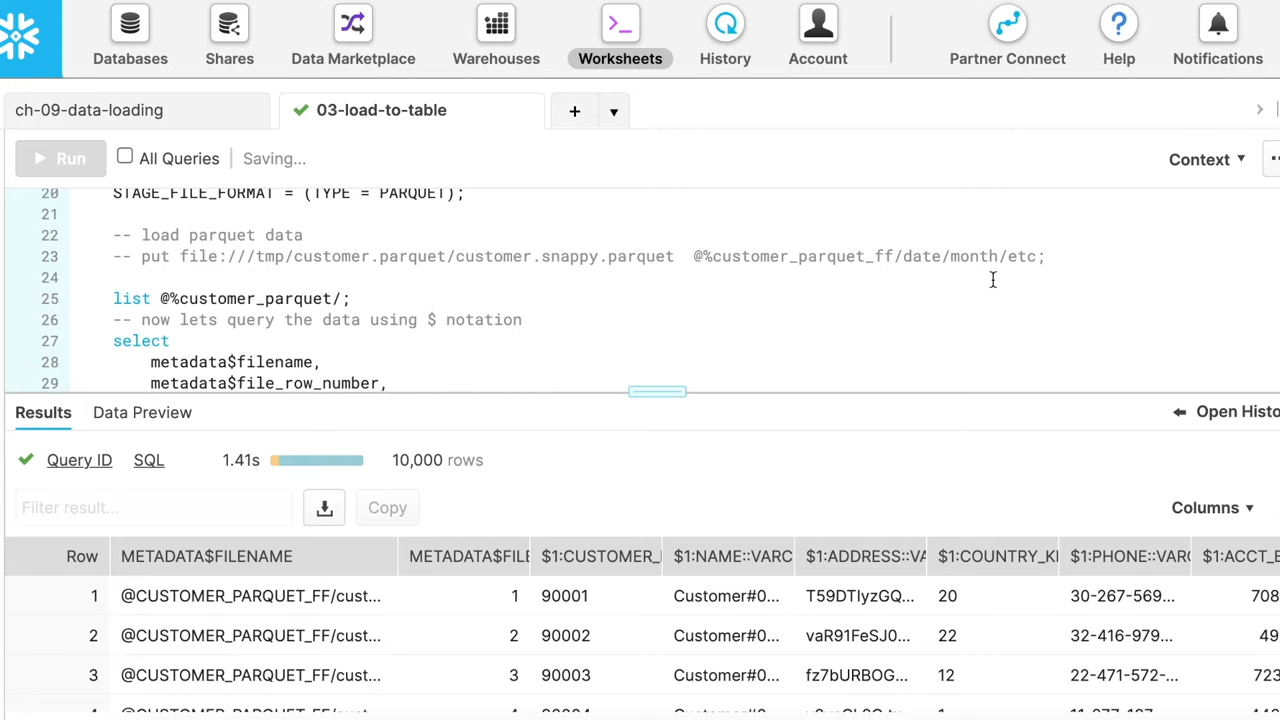 Databases
Shares
Data Marketplace
Warehouses
Worksheets
History
Account
Partner Connect
Help
Notifications
ch-09-data-loading
03-load-to-table
Run
All Queries
Saving...
Context
20 STAGE_FILE_FORMAT = (TYPE = PARQUET);
21
22 -- load parquet data
23 -- put file:///tmp/customer.parquet/customer.snappy.parquet  @%customer_parquet_ff/date/month/etc;
24
25 list @%customer_parquet/;
26 -- now lets query the data using $ notation
27 select
28 metadata$filename,
29 metadata$file_row_number,
Results
Data Preview
Open Histo
Query ID
SQL
1.41s
10,000 rows
Filter result...
Copy
Columns
Row METADATA$FILENAME METADATA$FILE $1:CUSTOMER_ $1:NAME::VARC $1:ADDRESS::VA $1:COUNTRY_KI $1:PHONE::VARC $1:ACCT_E
1 @CUSTOMER_PARQUET_FF/cust... 1 90001 Customer#0... T59DTIyzGQ... 20 30-267-569... 708
2 @CUSTOMER_PARQUET_FF/cust... 2 90002 Customer#0... vaR91FeSJ0... 22 32-416-979... 49
3 @CUSTOMER_PARQUET_FF/cust... 3 90003 Customer#0... fz7bURBOG... 12 22-471-572-... 723